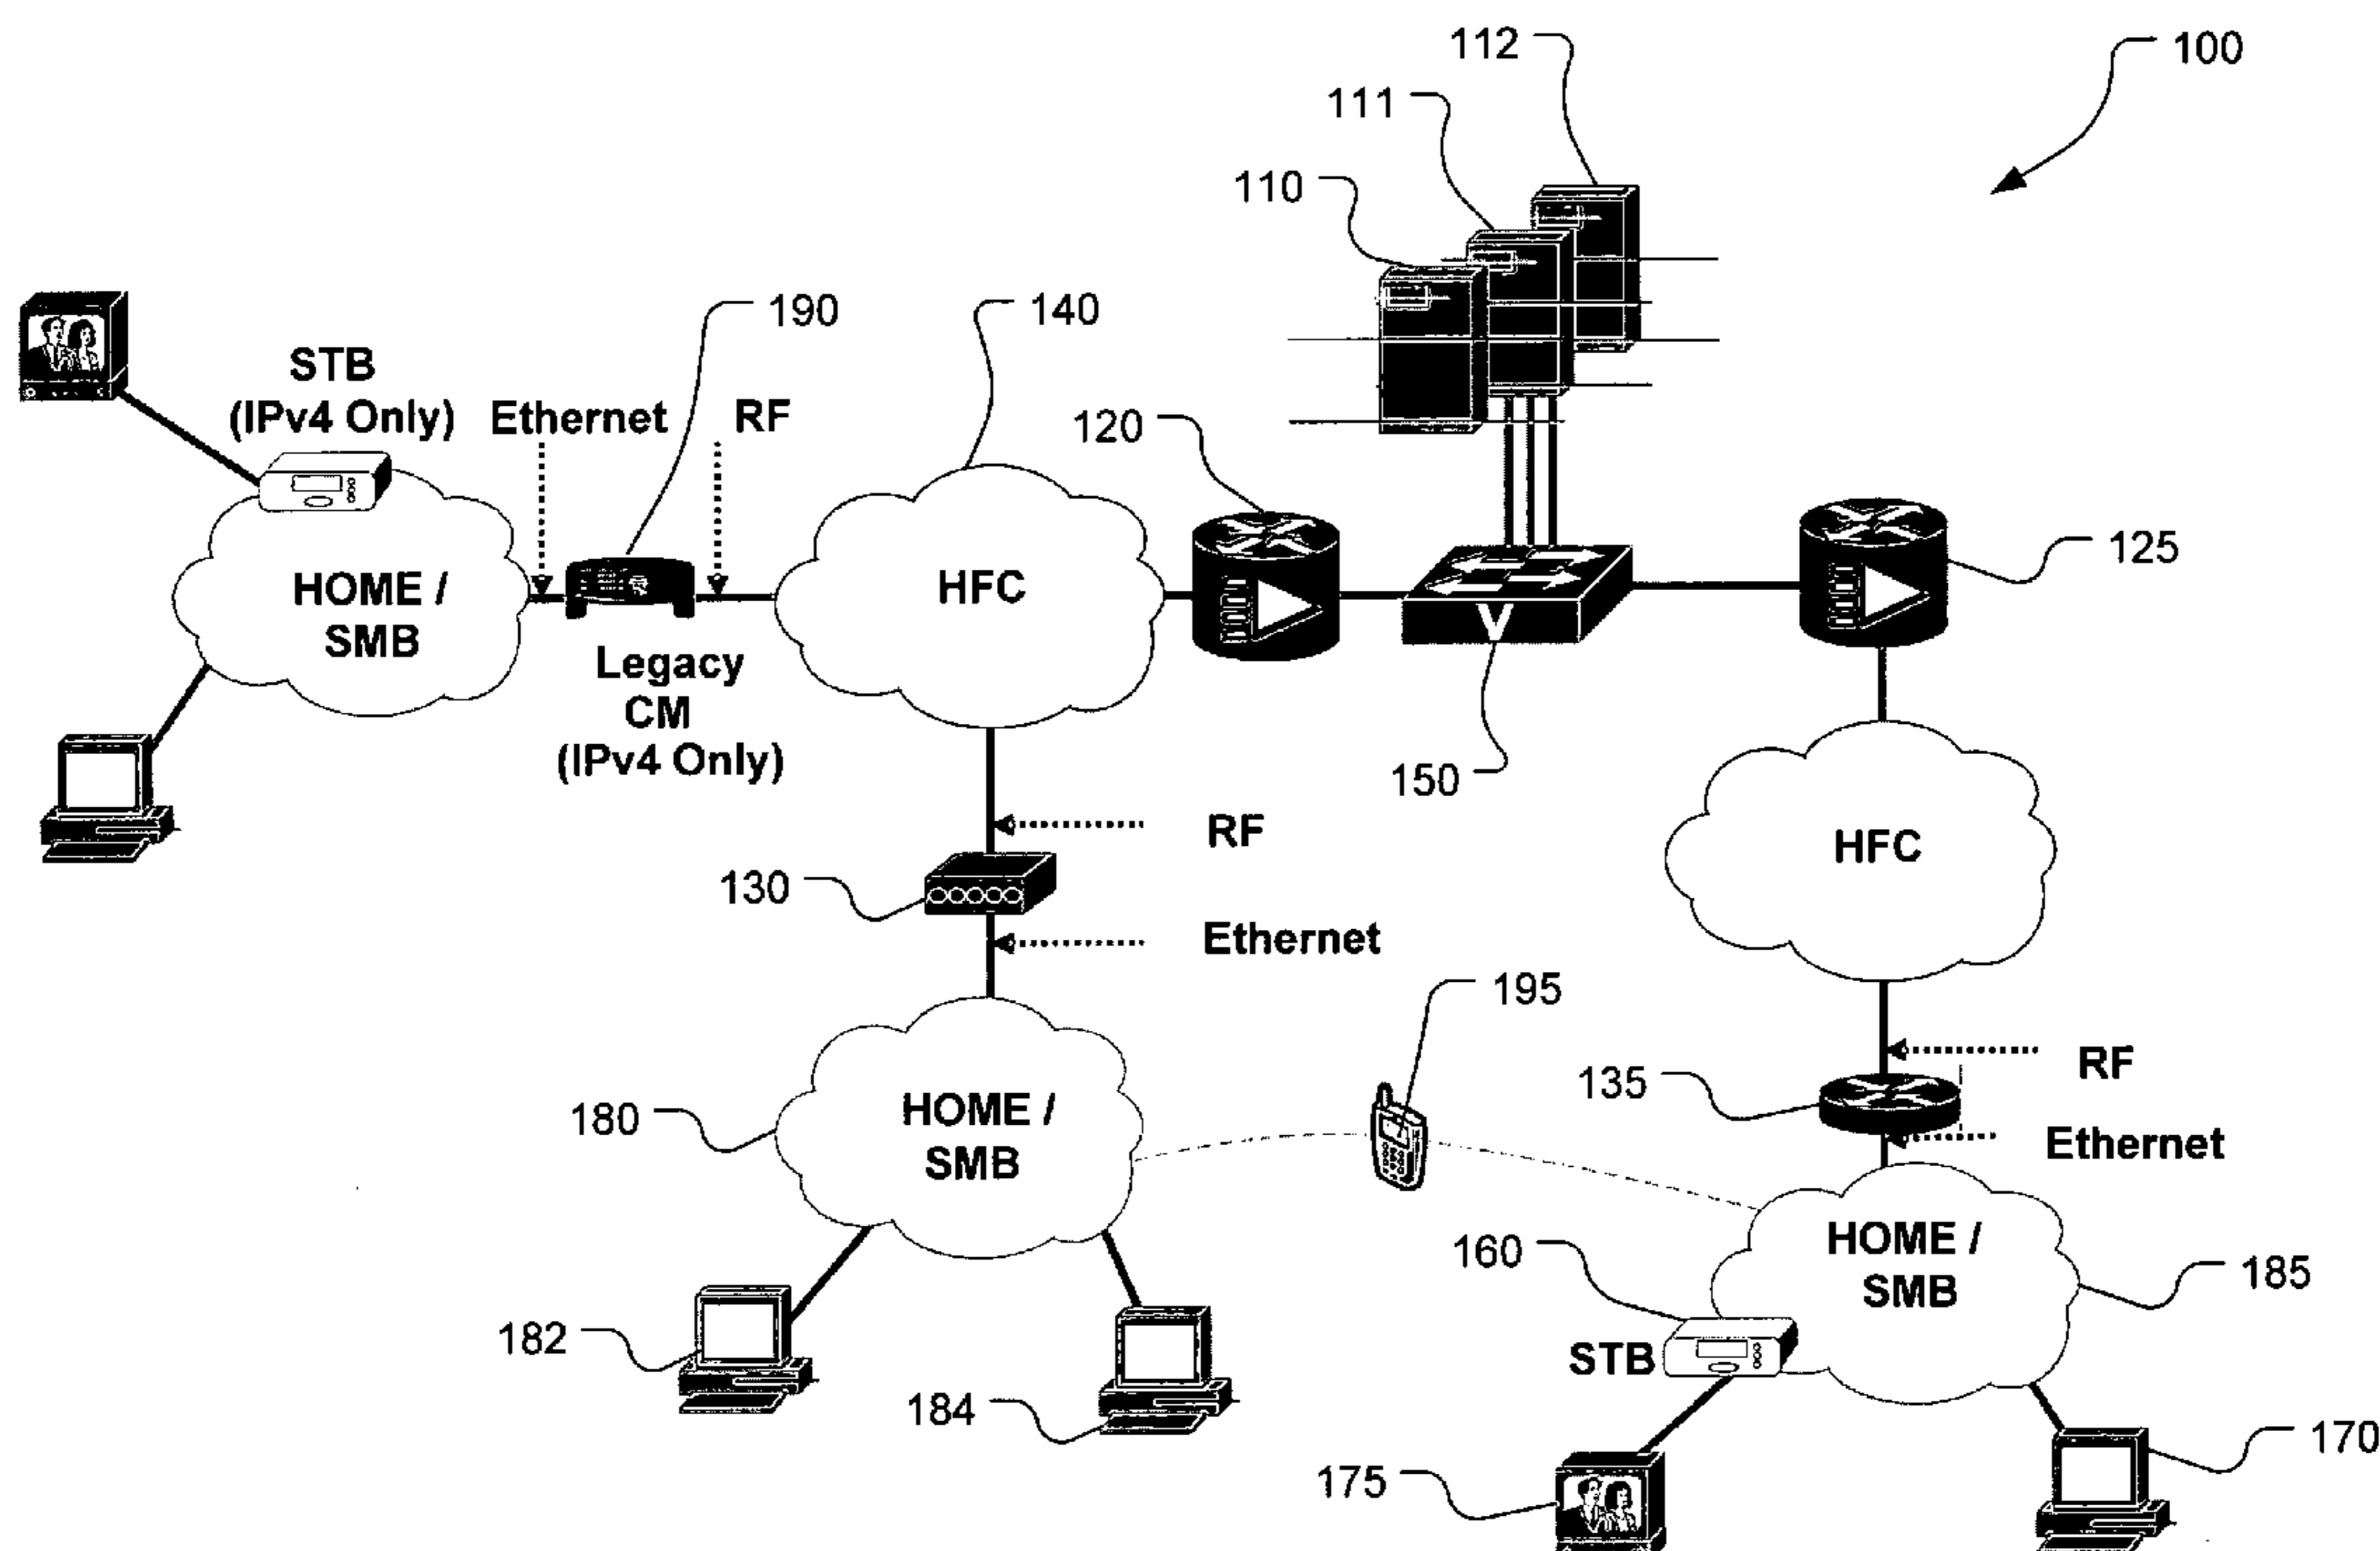 112
100
111
110
190
140
STB
(IPv4 Only)
Ethernet
RF
120
125
HOME /
SMB
HFC
V
Legacy
CM
(IPv4 Only)
150
RF
HFC
130
Ethernet
195
RF
135
180
HOME /
SMB
Ethernet
160
HOME /
SMB
185
182
STB
184
170
175